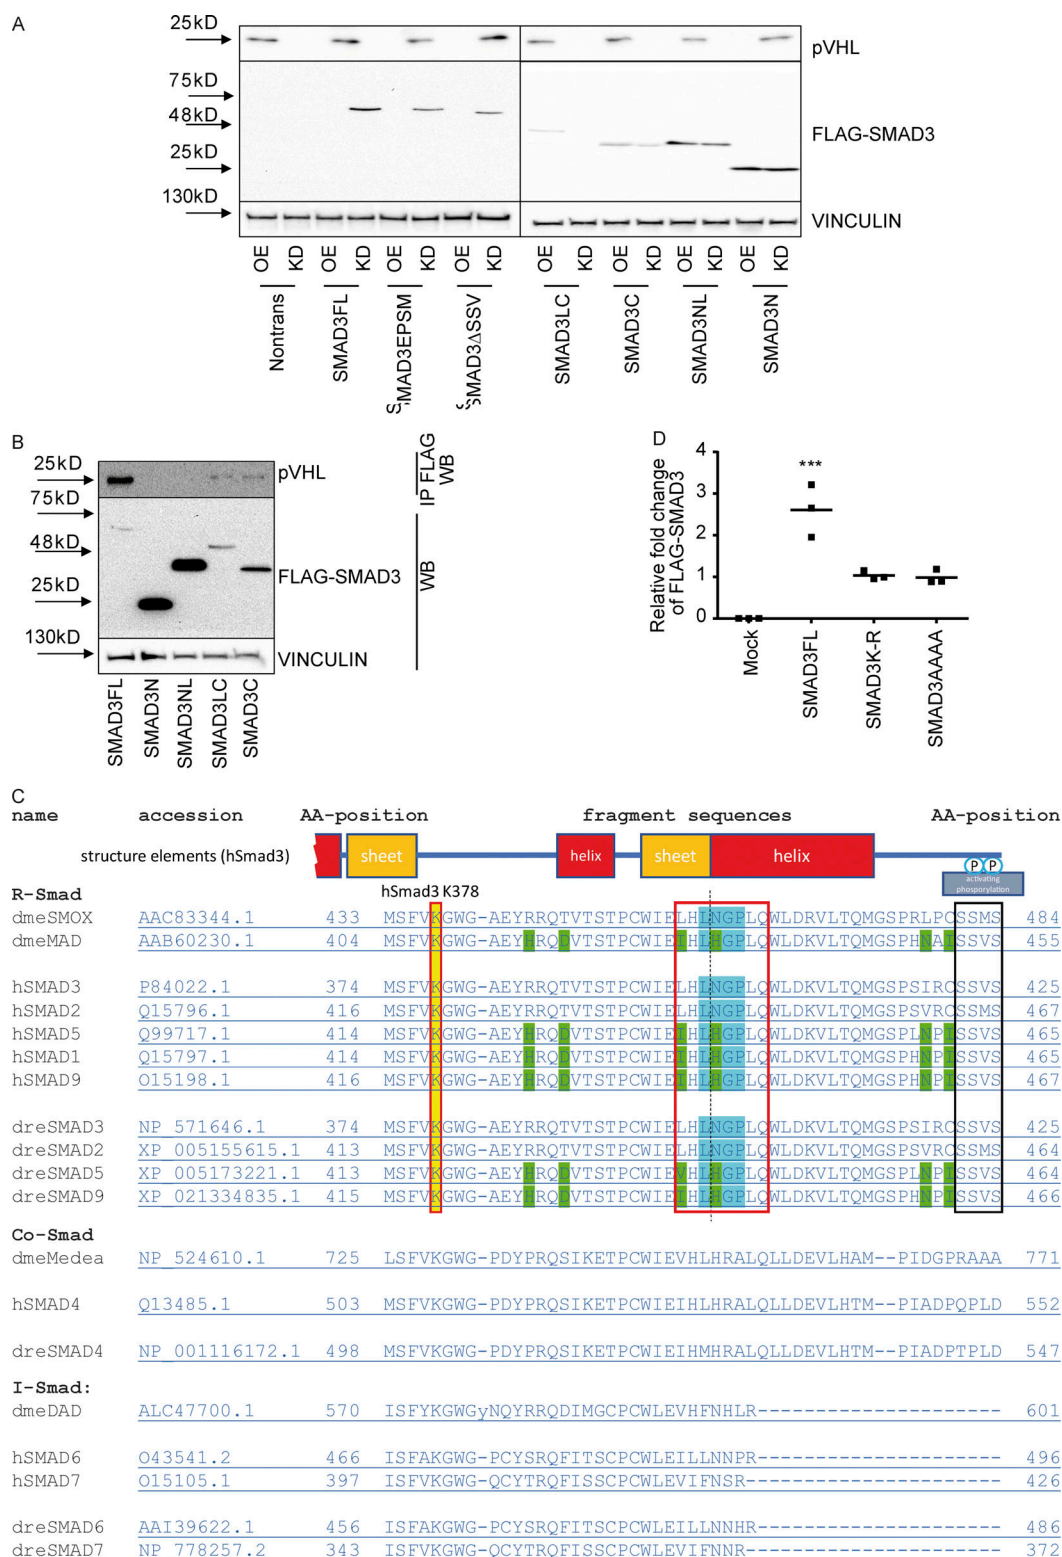 A
25kD
pVHL
75kD
48kD
FLAG-SMAD3
25kD
130kD
VINCULIN
OE KD OE KD OE KD OE KD OE KD OE KD OE KD OE KD
Nontrans SMAD3FL SMAD3EPSM SMAD3ΔSSV SMAD3LC SMAD3C SMAD3NL SMAD3N
B
25kD
pVHL
IP FLAG
WB
75kD
48kD
FLAG-SMAD3
WB
25kD
130kD
VINCULIN
SMAD3FL SMAD3N SMAD3NL SMAD3LC SMAD3C
D
Relative fold change
of FLAG-SMAD3
4
3
2
1
0
***
Mock SMAD3FL SMAD3K-R SMAD3AAAA
C
name accession AA-position fragment sequences AA-position
structure elements (hSmad3) sheet helix sheet helix
P P
activating
phosporylation
hSmad3 K378
R-Smad
dmeSMOX AAC83344.1 433 MSFVKGWG-AEYRRQTVTSTPCWIELHLNGPLQWLDRVLTQMGSPRLPCSSMS 484
dmeMAD AAB60230.1 404 MSFVKGWG-AEYHRQDVTSTPCWIEIHLHGPLQWLDKVLTQMGSPHNAISSVS 455
hSMAD3 P84022.1 374 MSFVKGWG-AEYRRQTVTSTPCWIELHLNGPLQWLDKVLTQMGSPSIRCSSVS 425
hSMAD2 Q15796.1 416 MSFVKGWG-AEYRRQTVTSTPCWIELHLNGPLQWLDKVLTQMGSPSVRCSSMS 467
hSMAD5 Q99717.1 414 MSFVKGWG-AEYHRQDVTSTPCWIEIHLHGPLQWLDKVLTQMGSPLNPISSVS 465
hSMAD1 Q15797.1 414 MSFVKGWG-AEYHRQDVTSTPCWIEIHLHGPLQWLDKVLTQMGSPHNPISSVS 465
hSMAD9 O15198.1 416 MSFVKGWG-AEYHRQDVTSTPCWIEIHLHGPLQWLDKVLTQMGSPHNPISSVS 467
dreSMAD3 NP_571646.1 374 MSFVKGWG-AEYRRQTVTSTPCWIELHLNGPLQWLDKVLTQMGSPSIRCSSVS 425
dreSMAD2 XP_005155615.1 413 MSFVKGWG-AEYRRQTVTSTPCWIELHLNGPLQWLDKVLTQMGSPSVRCSSMS 464
dreSMAD5 XP_005173221.1 413 MSFVKGWG-AEYHRQDVTSTPCWIEVHLHGPLQWLDKVLTQMGSPLNPISSVS 464
dreSMAD9 XP_021334835.1 415 MSFVKGWG-AEYHRQDVTSTPCWIEIHLHGPLQWLDKVLTQMGSPHNPISSVS 466
Co-Smad
dmeMedea NP_524610.1 725 LSFVKGWG-PDYPRQSIKETPCWIEVHLHRALQLLDEVLHAM--PIDGPRAAA 771
hSMAD4 Q13485.1 503 MSFVKGWG-PDYPRQSIKETPCWIEIHLHRALQLLDEVLHTM--PIADPQPLD 552
dreSMAD4 NP_001116172.1 498 MSFVKGWG-PDYPRQSIKETPCWIEIHMHRALQLLDEVLHTM--PIADPTPLD 547
I-Smad:
dmeDAD ALC47700.1 570 ISFYKGWGyNQYRRQDIMGCPCWLEVHFNHLR--------------------- 601
hSMAD6 O43541.2 466 ISFAKGWG-PCYSRQFITSCPCWLEILLNNPR--------------------- 496
hSMAD7 O15105.1 397 ISFVKGWG-QCYTRQFISSCPCWLEVIFNSR---------------------- 426
dreSMAD6 AAI39622.1 456 ISFAKGWG-PCYSRQFITSCPCWLEILLNNHR--------------------- 486
dreSMAD7 NP_778257.2 343 ISFVKGWG-QCYTRQFISSCPCWLEVIFNNR---------------------- 372